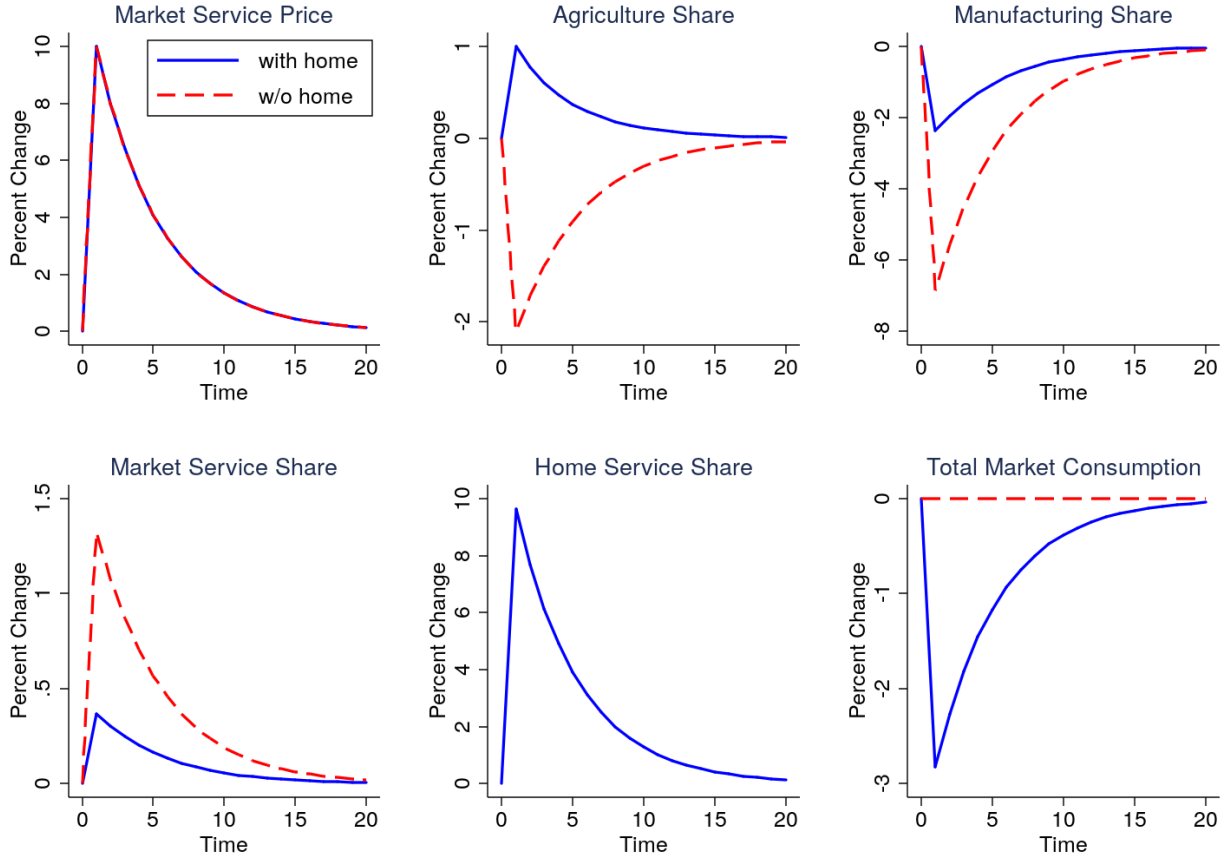 Market Service Price
Percent Change
0 2 4 6 8 10
with home
w/o home
0 5 10 15 20
Time
Agriculture Share
Percent Change
-2 -1 0 1
0 5 10 15 20
Time
Manufacturing Share
Percent Change
-8 -6 -4 -2 0
0 5 10 15 20
Time
Market Service Share
Percent Change
0 .5 1 1.5
0 5 10 15 20
Time
Home Service Share
Percent Change
0 2 4 6 8 10
0 5 10 15 20
Time
Total Market Consumption
Percent Change
-3 -2 -1 0
0 5 10 15 20
Time